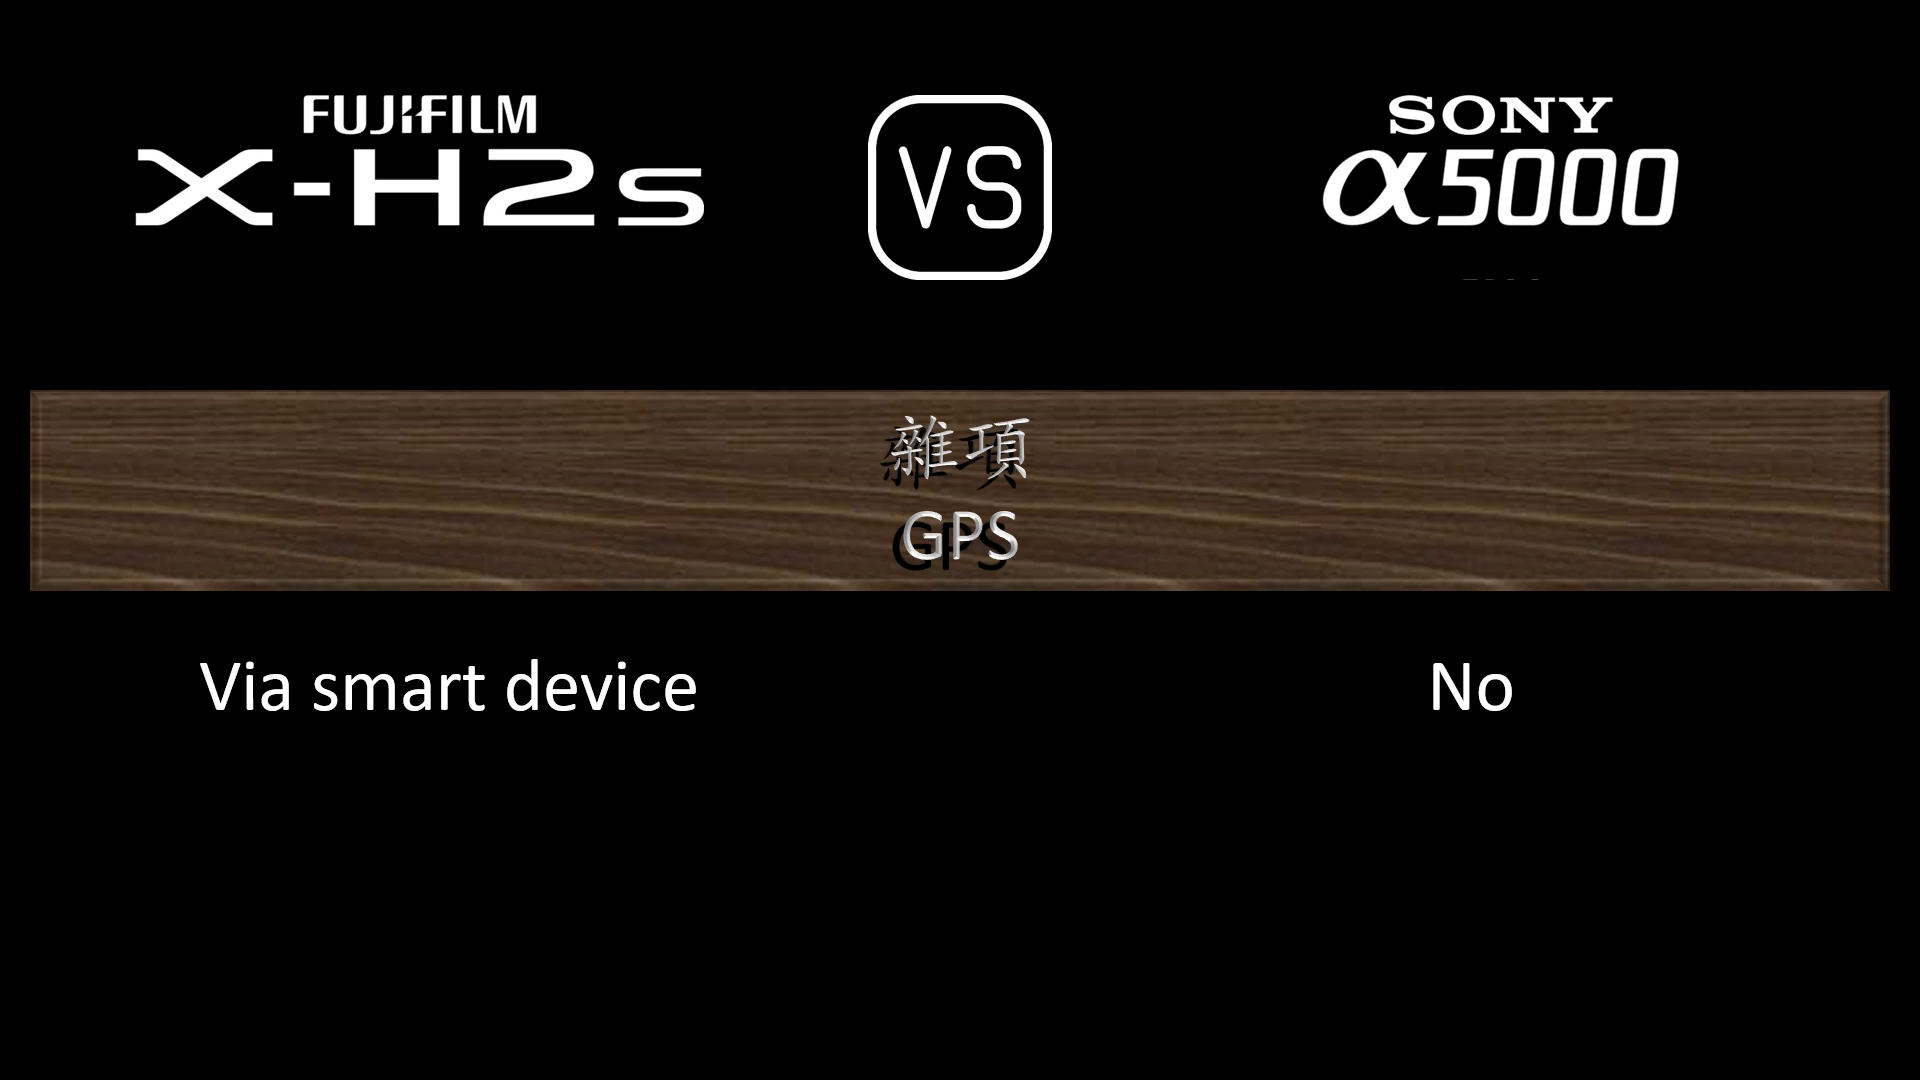 FUJIFILM
X-H2s
VS
SONY
α5000
雜項
GPS
Via smart device
No